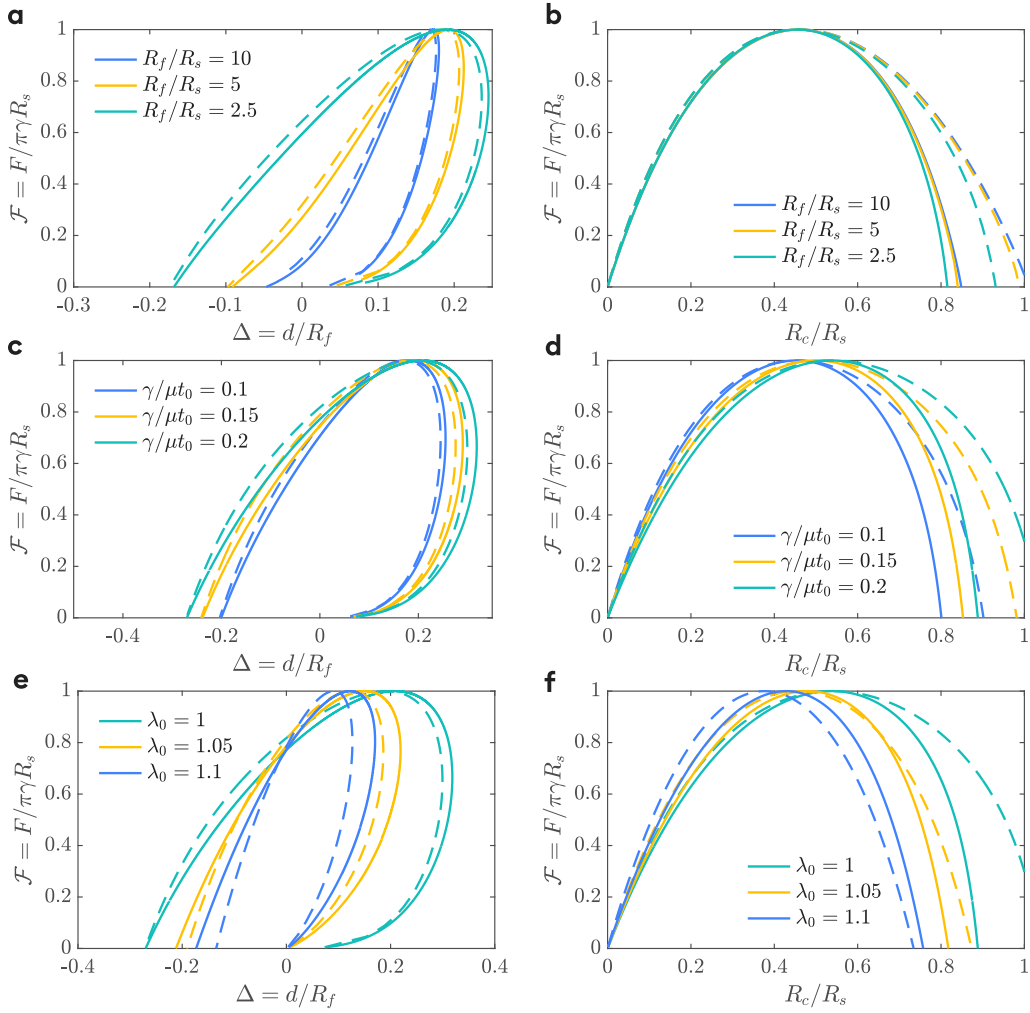 a
1
0.8
0.6
0.4
0.2
0
-0.3
-0.2
-0.1
0
0.1
0.2
Δ = d/R_f
ℱ = F/πγR_s
R_f/R_s = 10
R_f/R_s = 5
R_f/R_s = 2.5
b
1
0.8
0.6
0.4
0.2
0
0
0.2
0.4
0.6
0.8
1
R_c/R_s
ℱ = F/πγR_s
R_f/R_s = 10
R_f/R_s = 5
R_f/R_s = 2.5
c
1
0.8
0.6
0.4
0.2
0
-0.4
-0.2
0
0.2
Δ = d/R_f
ℱ = F/πγR_s
γ/μt_0 = 0.1
γ/μt_0 = 0.15
γ/μt_0 = 0.2
d
1
0.8
0.6
0.4
0.2
0
0
0.2
0.4
0.6
0.8
1
R_c/R_s
ℱ = F/πγR_s
γ/μt_0 = 0.1
γ/μt_0 = 0.15
γ/μt_0 = 0.2
e
1
0.8
0.6
0.4
0.2
0
-0.4
-0.2
0
0.2
0.4
Δ = d/R_f
ℱ = F/πγR_s
λ_0 = 1
λ_0 = 1.05
λ_0 = 1.1
f
1
0.8
0.6
0.4
0.2
0
0
0.2
0.4
0.6
0.8
1
R_c/R_s
ℱ = F/πγR_s
λ_0 = 1
λ_0 = 1.05
λ_0 = 1.1